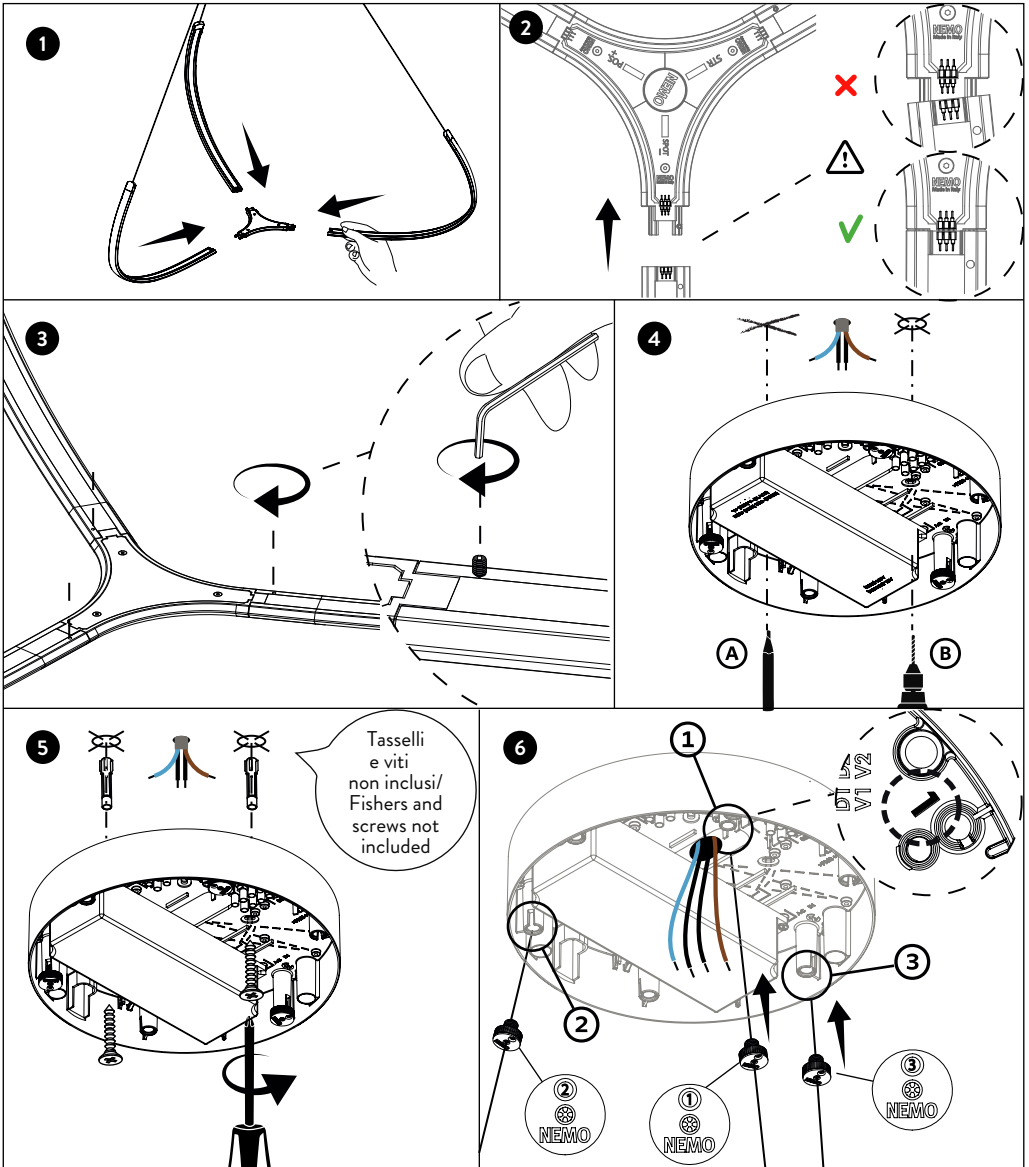 1
2
POS
+-
STR
NEMO
SPOT
NEMO
Made in Italy
NEMO
Made in Italy
NEMO
3
4
A
B
5
Tasselli
e viti
non inclusi/
Fishers and
screws not
included
6
1
D1
V1 V2
1
2
3
2
NEMO
1
NEMO
3
NEMO